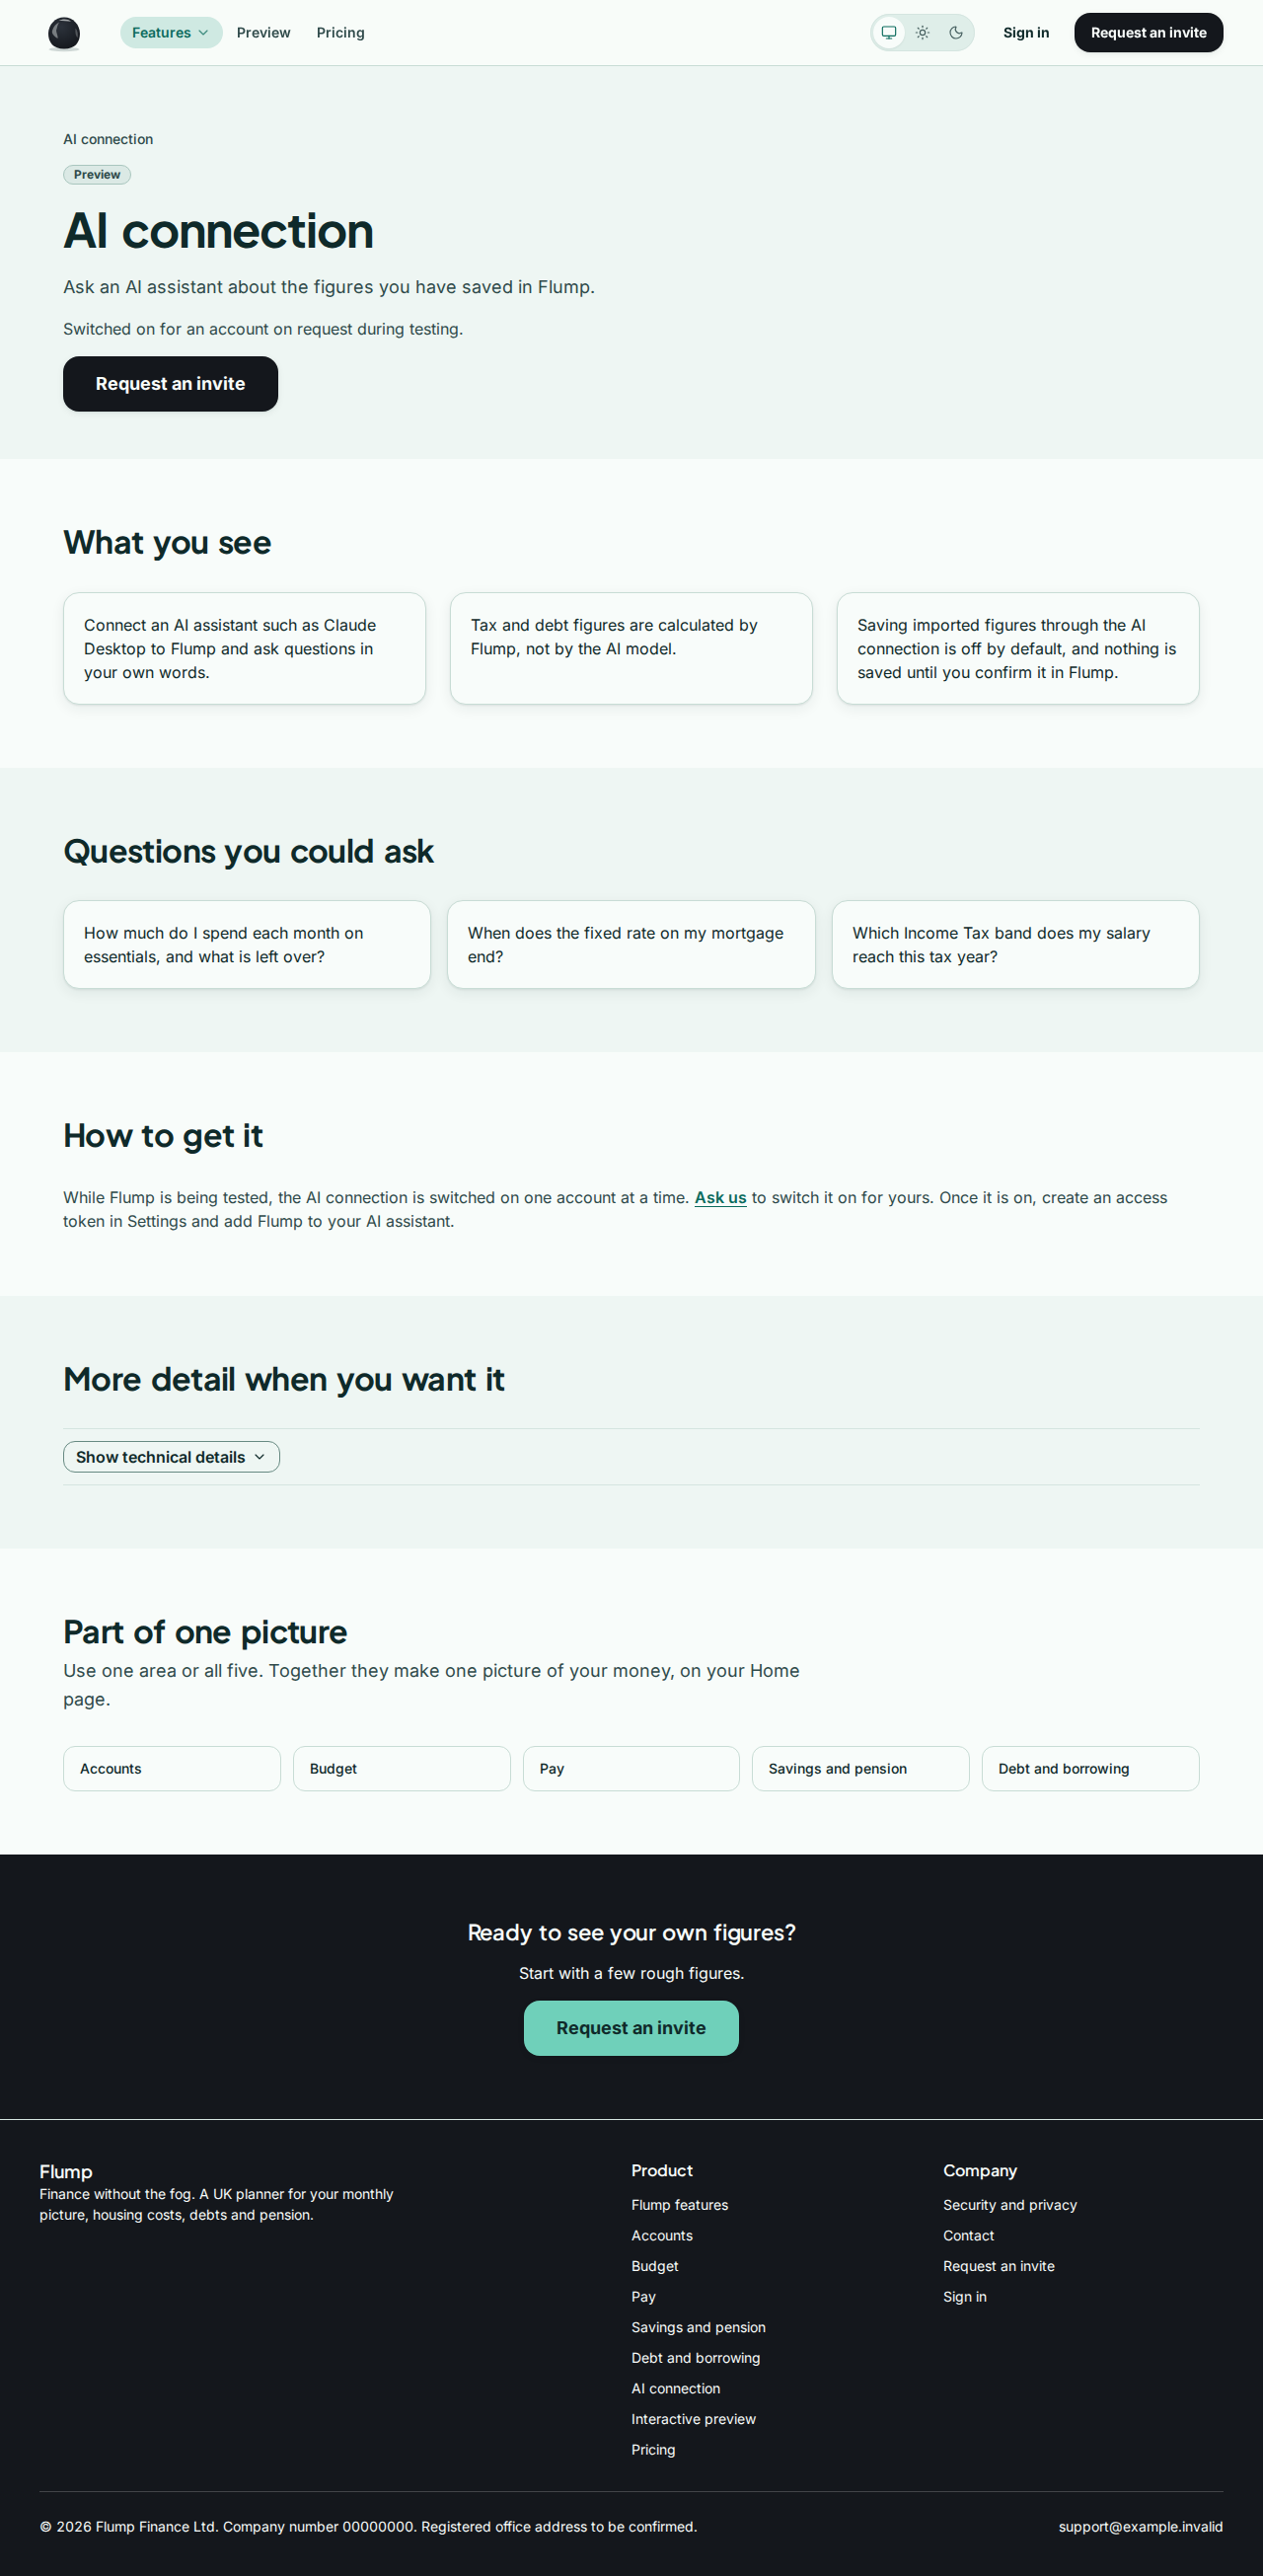 Features
Preview
Pricing
Sign in
Request an invite
AI connection
Preview
AI connection
Ask an AI assistant about the figures you have saved in Flump.
Switched on for an account on request during testing.
Request an invite
What you see
Connect an AI assistant such as Claude
Desktop to Flump and ask questions in
your own words.
Tax and debt figures are calculated by
Flump, not by the AI model.
Saving imported figures through the AI
connection is off by default, and nothing is
saved until you confirm it in Flump.
Questions you could ask
How much do I spend each month on
essentials, and what is left over?
When does the fixed rate on my mortgage
end?
Which Income Tax band does my salary
reach this tax year?
How to get it
While Flump is being tested, the AI connection is switched on one account at a time. Ask us to switch it on for yours. Once it is on, create an access
token in Settings and add Flump to your AI assistant.
More detail when you want it
Show technical details
Part of one picture
Use one area or all five. Together they make one picture of your money, on your Home
page.
Accounts
Budget
Pay
Savings and pension
Debt and borrowing
Ready to see your own figures?
Start with a few rough figures.
Request an invite
Flump
Finance without the fog. A UK planner for your monthly
picture, housing costs, debts and pension.
Product
Flump features
Accounts
Budget
Pay
Savings and pension
Debt and borrowing
AI connection
Interactive preview
Pricing
Company
Security and privacy
Contact
Request an invite
Sign in
© 2026 Flump Finance Ltd. Company number 00000000. Registered office address to be confirmed.
support@example.invalid